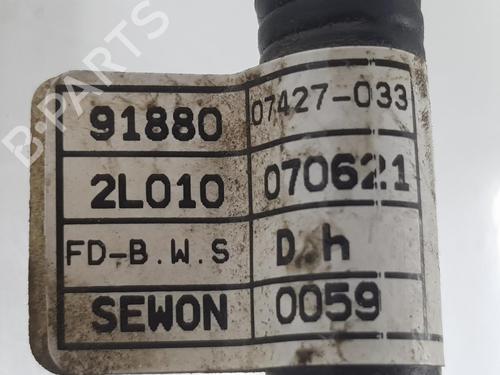 91880 07427-033
2L010 070621
FD-B.W.S D.h
SEWON 0059
B-PARTS